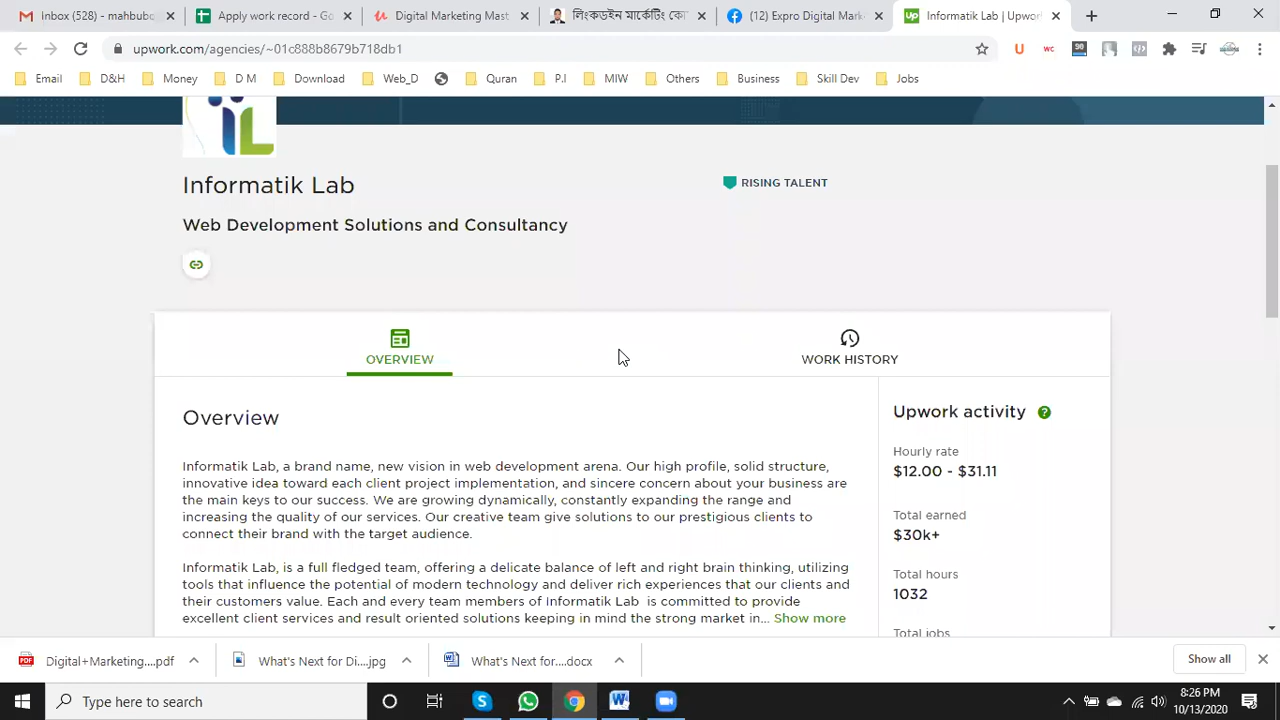 Inbox (528) - mahbubo
Apply work record - Go
Digital Marketing Mast
লিংকডইন মার্কেটিং কো
(12) Expro Digital Mark
Informatik Lab | Upwor
upwork.com/agencies/~01c888b8679b718db1
Email
D&H
Money
D M
Download
Web_D
Quran
P.I
MIW
Others
Business
Skill Dev
Jobs
iL
Informatik Lab
RISING TALENT
Web Development Solutions and Consultancy
OVERVIEW
WORK HISTORY
Overview
Informatik Lab, a brand name, new vision in web development arena. Our high profile, solid structure,
innovative idea toward each client project implementation, and sincere concern about your business are
the main keys to our success. We are growing dynamically, constantly expanding the range and
increasing the quality of our services. Our creative team give solutions to our prestigious clients to
connect their brand with the target audience.
Informatik Lab, is a full fledged team, offering a delicate balance of left and right brain thinking, utilizing
tools that influence the potential of modern technology and deliver rich experiences that our clients and
their customers value. Each and every team members of Informatik Lab is committed to provide
excellent client services and result oriented solutions keeping in mind the strong market in... Show more
Upwork activity
Hourly rate
$12.00 - $31.11
Total earned
$30k+
Total hours
1032
Total jobs
Digital+Marketing....pdf
What's Next for Di....jpg
What's Next for....docx
Show all
Type here to search
8:26 PM
10/13/2020